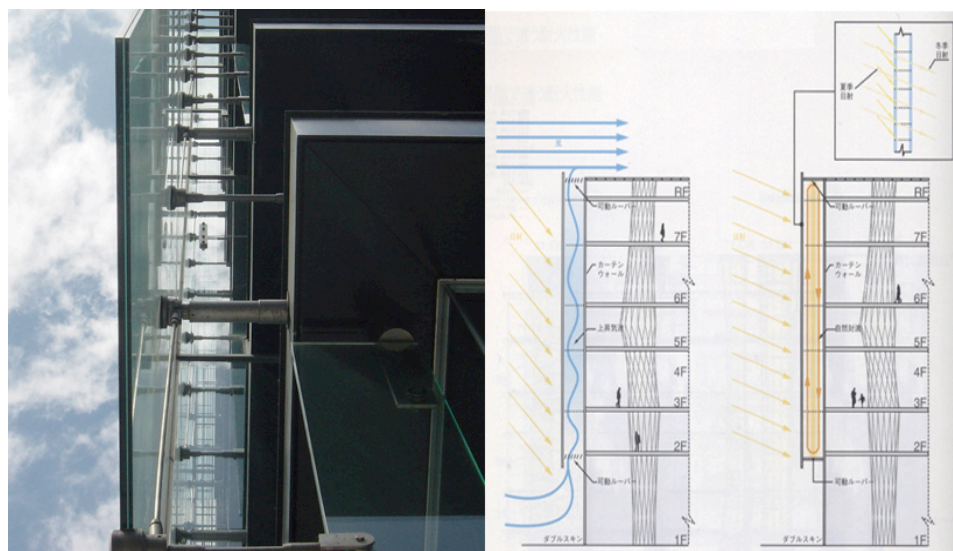 冬季
日射
夏季
日射
風
可動ルーバー
RF
7F
カーテン
ウォール
6F
上昇気流
5F
4F
3F
2F
可動ルーバー
ダブルスキン
1F
日射
可動ルーバー
RF
7F
カーテン
ウォール
6F
自然対流
5F
4F
3F
2F
可動ルーバー
ダブルスキン
1F
日射